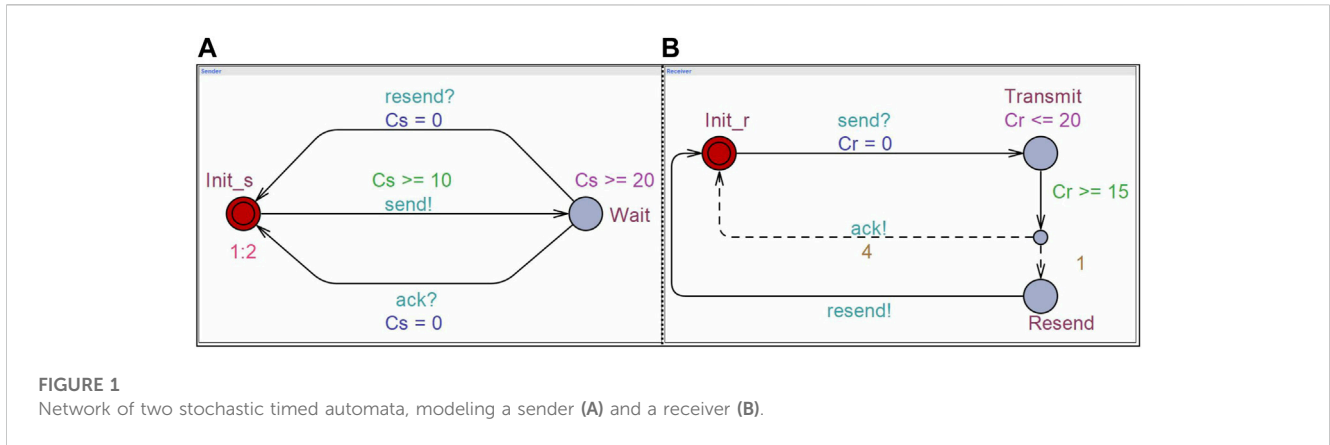 A
B
Sender
Receiver
resend?
Cs = 0
Init_s
Cs >= 10
send!
Cs >= 20
Wait
1:2
ack?
Cs = 0
Init_r
send?
Cr = 0
Transmit
Cr <= 20
Cr >= 15
ack!
4
1
resend!
Resend
FIGURE 1
Network of two stochastic timed automata, modeling a sender (A) and a receiver (B).